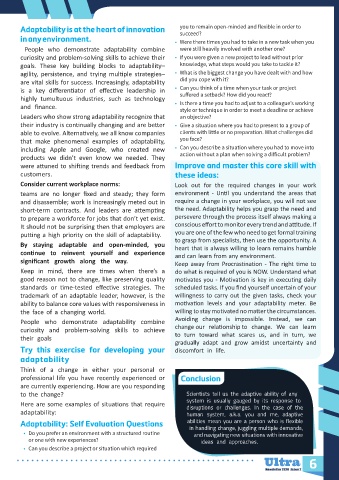 Adaptability is at the heart of innovation
in any environment.
People who demonstrate adaptability combine
curiosity and problem-solving skills to achieve their
goals. These key building blocks to adaptability–
agility, persistence, and trying multiple strategies–
are vital skills for success. Increasingly, adaptability
is a key differentiator of effective leadership in
highly tumultuous industries, such as technology
and finance.
Leaders who show strong adaptability recognize that
their industry is continually changing and are better
able to evolve. Alternatively, we all know companies
that make phenomenal examples of adaptability,
including Apple and Google, who created new
products we didn't even know we needed. They
were attuned to shifting trends and feedback from
customers.
Consider current workplace norms:
teams are no longer fixed and steady; they form
and disassemble; work is increasingly meted out in
short-term contracts. And leaders are attempting
to prepare a workforce for jobs that don't yet exist.
It should not be surprising then that employers are
putting a high priority on the skill of adaptability.
By staying adaptable and open-minded, you
continue to reinvent yourself and experience
significant growth along the way.
Keep in mind, there are times when there's a
good reason not to change, like preserving quality
standards or time-tested effective strategies. The
trademark of an adaptable leader, however, is the
ability to balance core values with responsiveness in
the face of a changing world.
People who demonstrate adaptability combine
curiosity and problem-solving skills to achieve
their goals
Try this exercise for developing your
adaptability
Think of a change in either your personal or
professional life you have recently experienced or
are currently experiencing. How are you responding
to the change?
Here are some examples of situations that require
adaptability:
Adaptability: Self Evaluation Questions
• Do you prefer an environment with a structured routine
or one with new experiences?
• Can you describe a project or situation which required
you to remain open-minded and flexible in order to
succeed?
• Were there times you had to take in a new task when you
were still heavily involved with another one?
• If you were given a new project to lead without prior
knowledge, what steps would you take to tackle it?
• What is the biggest change you have dealt with and how
did you cope with it?
• Can you think of a time when your task or project
suffered a setback? How did you react?
• Is there a time you had to adjust to a colleague's working
style or technique in order to meet a deadline or achieve
an objective?
• Give a situation where you had to present to a group of
clients with little or no preparation. What challenges did
you face?
• Can you describe a situation where you had to move into
action without a plan when solving a difficult problem?
Improve and master this core skill with
these ideas:
Look out for the required changes in your work
environment - Until you understand the areas that
require a change in your workplace, you will not see
the need. Adaptability helps you grasp the need and
persevere through the process itself always making a
conscious effort to monitor every trend and attitude. If
you are one of the few who need to get formal training
to grasp from specialists, then use the opportunity. A
heart that is always willing to learn remains humble
and can learn from any environment.
Keep away from Procrastination - The right time to
do what is required of you is NOW. Understand what
motivates you - Motivation is key in executing daily
scheduled tasks. If you find yourself uncertain of your
willingness to carry out the given tasks, check your
motivation levels and your adaptability meter. Be
willing to stay motivated no matter the circumstances.
Avoiding change is impossible. Instead, we can
change our relationship to change. We can learn
to turn toward what scares us, and in turn, we
gradually adapt and grow amidst uncertainty and
discomfort in life.
Conclusion
Scientists tell us the adaptive ability of any
system is usually gauged by its response to
disruptions or challenges. In the case of the
human system, a.k.a. you and me, adaptive
abilities mean you are a person who is flexible
in handling change, juggling multiple demands,
and navigating new situations with innovative
ideas and approaches.
Ultra
6